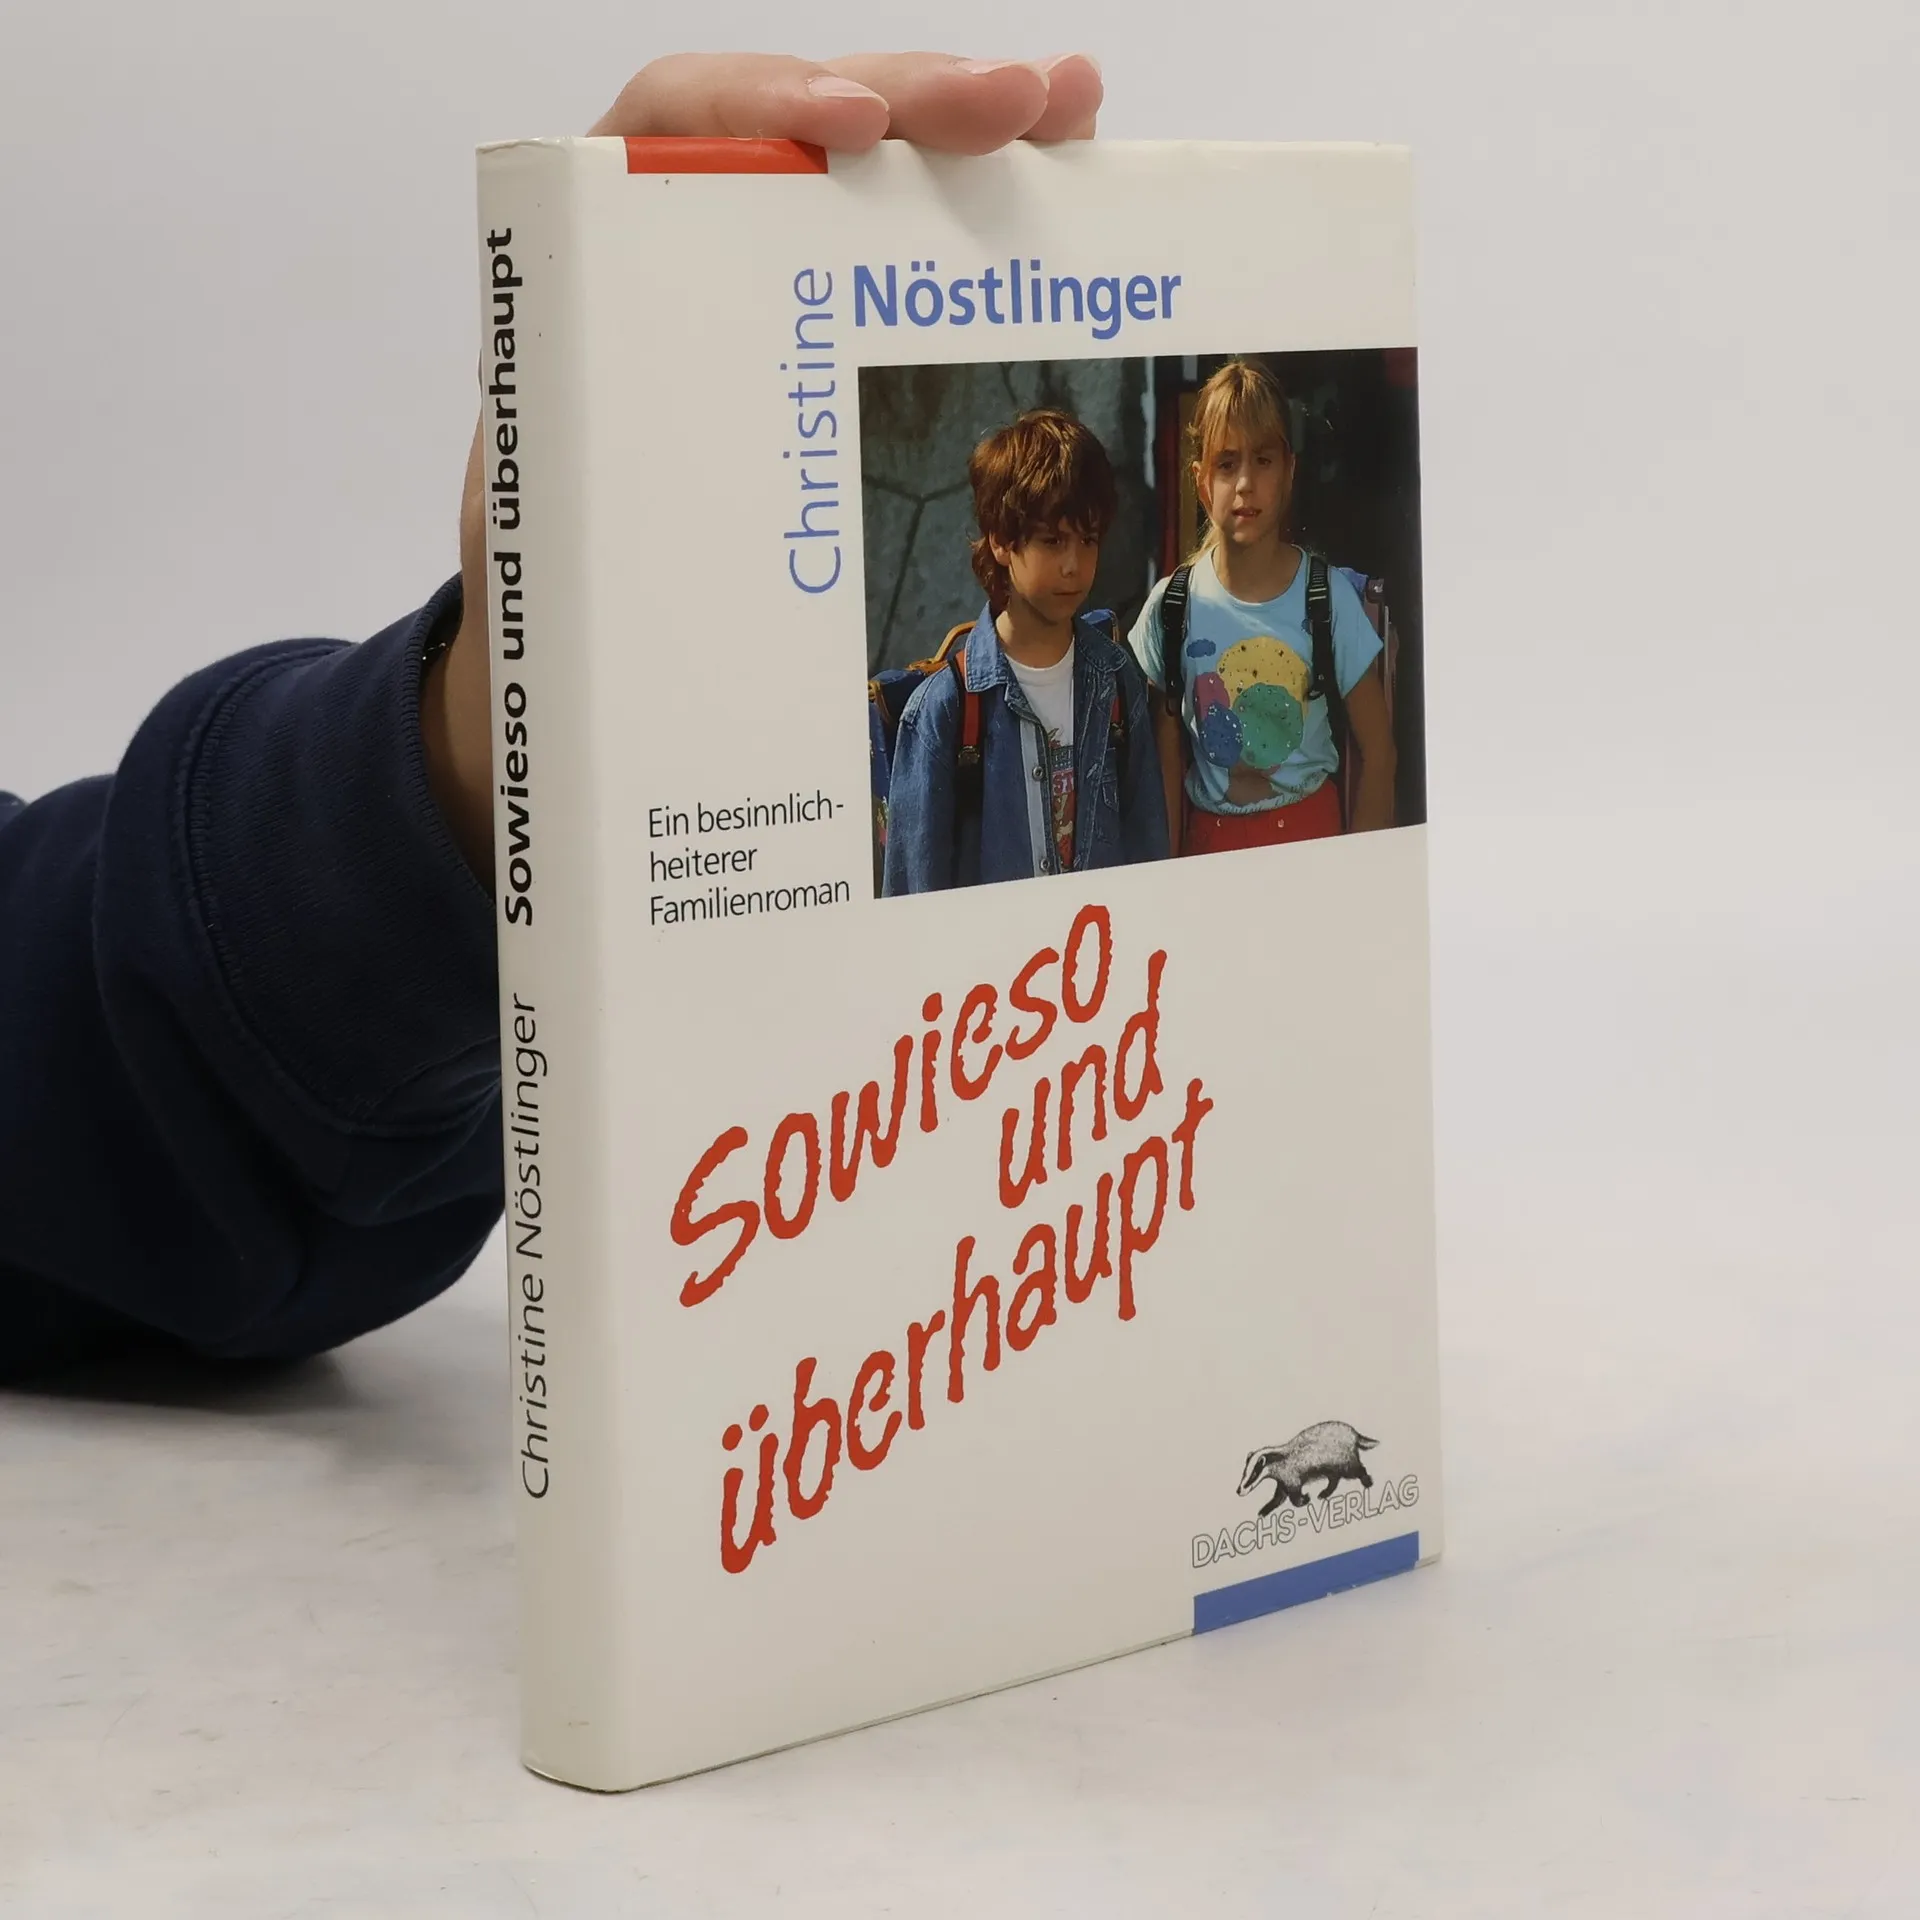 Christine Nöstlinger Sowieso und überhaupt
Christine
Nöstlinger
Ein besinnlich-
heiterer
Familienroman
Sowieso
und
überhaupt
DACHS-VERLAG